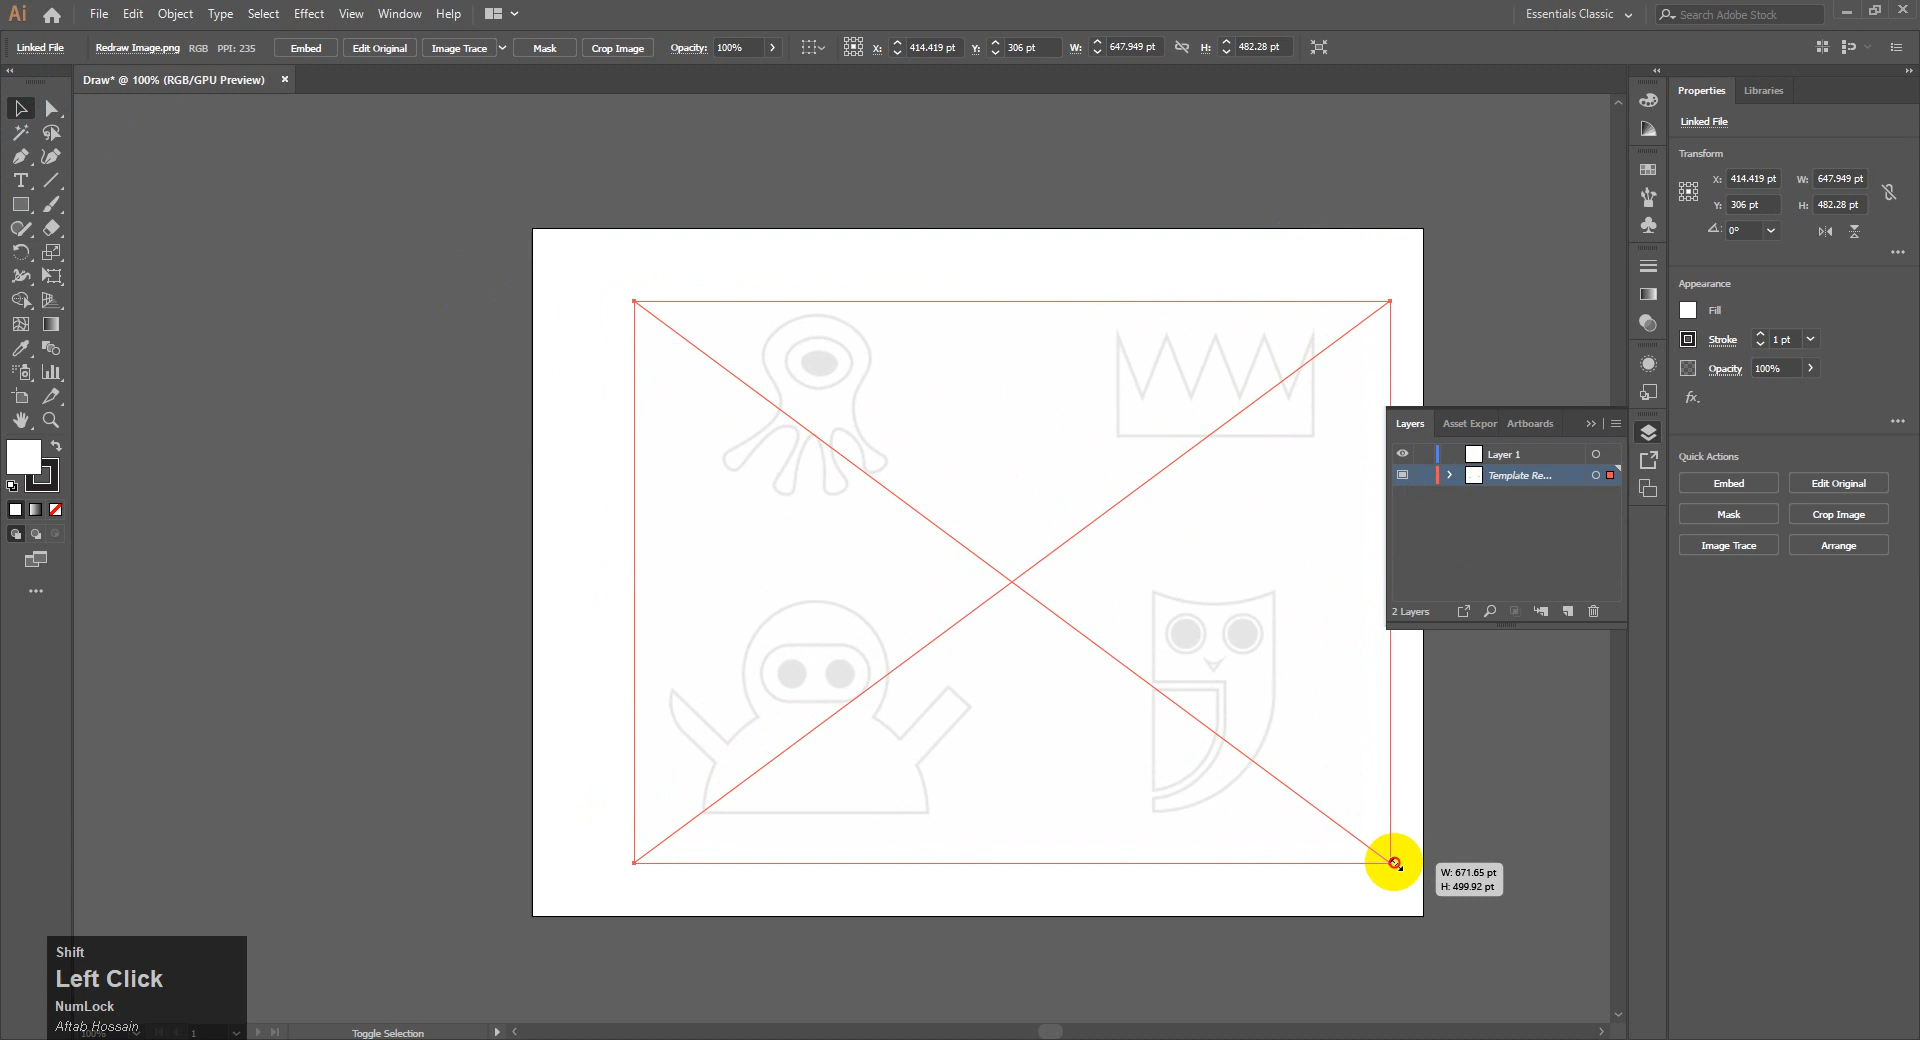 Ai File Edit Object Type Select Effect View Window Help Essentials Classic Search Adobe Stock
Linked File Redraw Image.png RGB PPI: 235 Embed Edit Original Image Trace Mask Crop Image Opacity: 100% X: 414.419 pt Y: 306 pt W: 647.949 pt H: 482.28 pt
Draw* @ 100% (RGB/GPU Preview) ×
Properties Libraries
Linked File
Transform
X: 414.419 pt W: 647.949 pt
Y: 306 pt H: 482.28 pt
0°
Appearance
Fill
Stroke 1 pt
Opacity 100%
fx.
Layers Asset Expor Artboards
Layer 1
Template Re...
2 Layers
Quick Actions
Embed Edit Original
Mask Crop Image
Image Trace Arrange
W: 671.65 pt
H: 499.92 pt
Shift
Left Click
NumLock
Aftab Hossain
100% 1 Toggle Selection